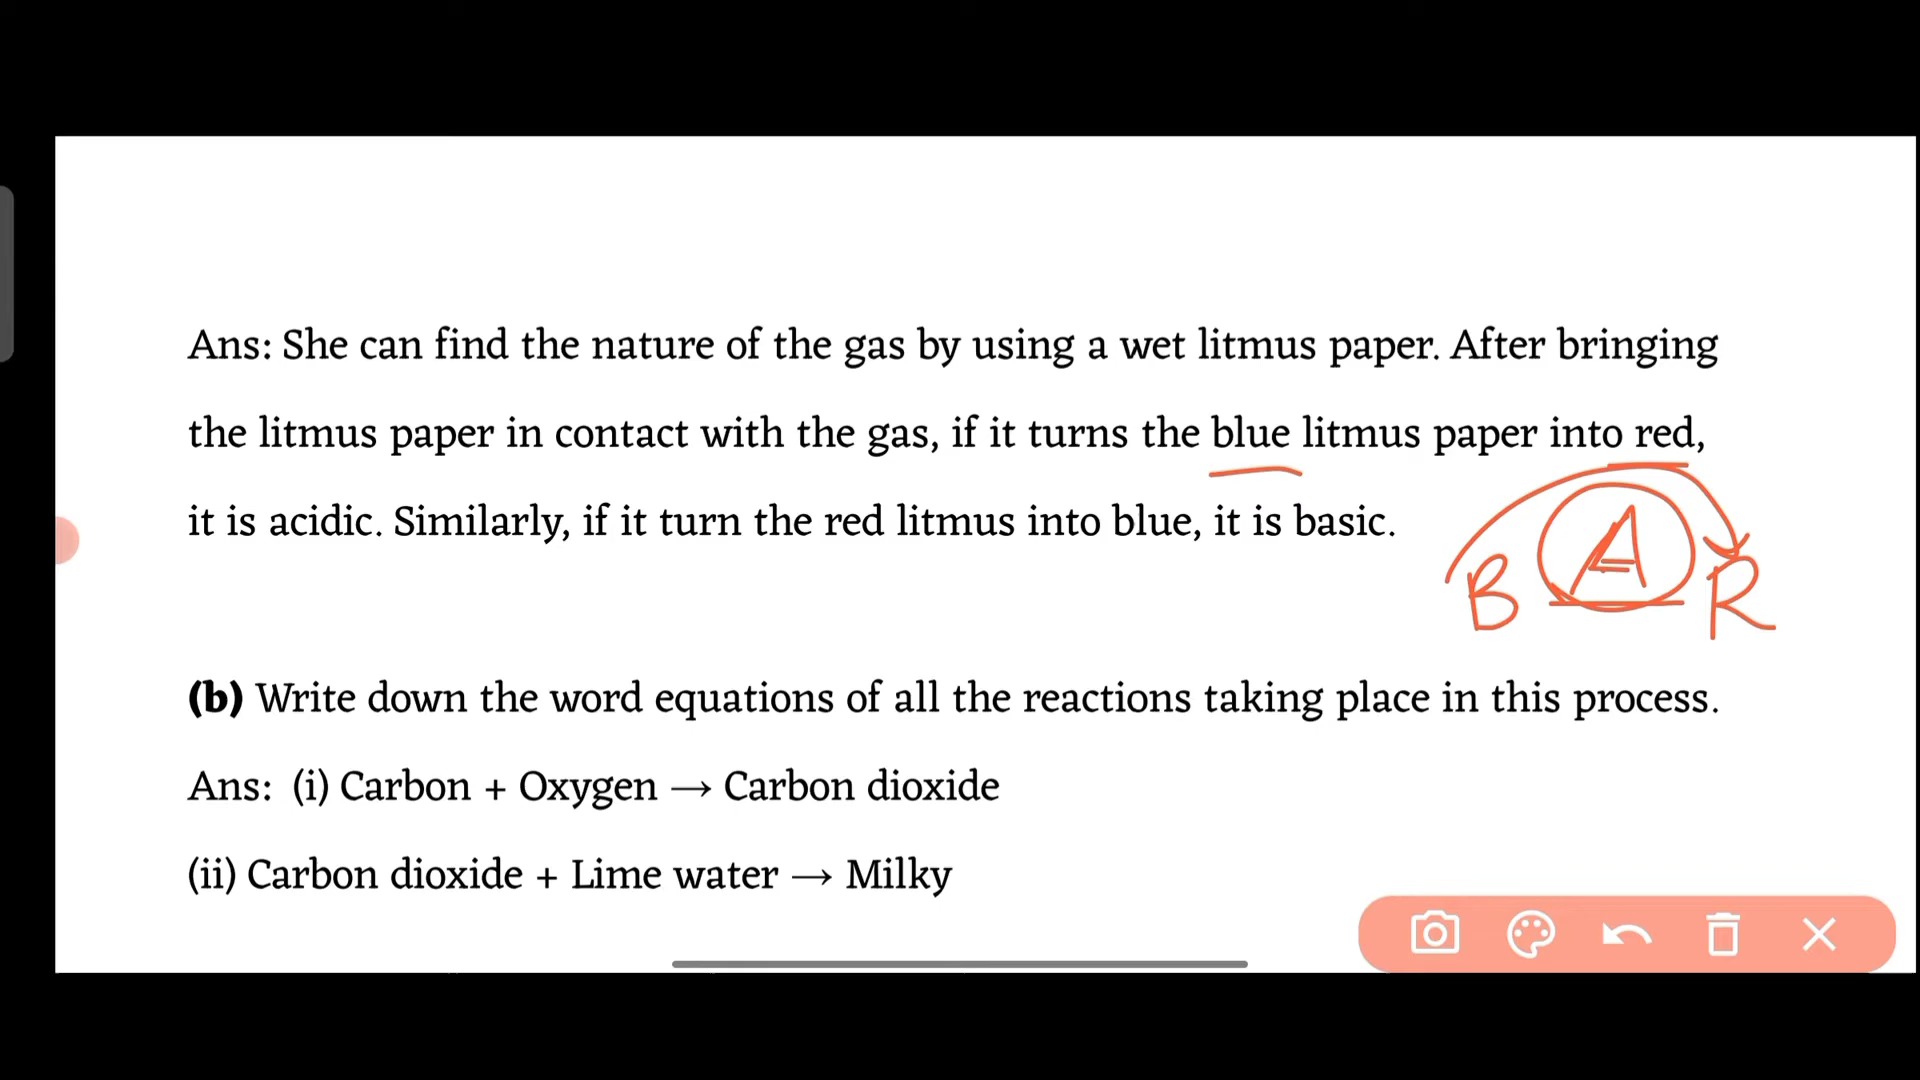 Ans: She can find the nature of the gas by using a wet litmus paper. After bringing
the litmus paper in contact with the gas, if it turns the blue litmus paper into red,
it is acidic. Similarly, if it turn the red litmus into blue, it is basic.
B A R
(b) Write down the word equations of all the reactions taking place in this process.
Ans: (i) Carbon + Oxygen → Carbon dioxide
(ii) Carbon dioxide + Lime water → Milky